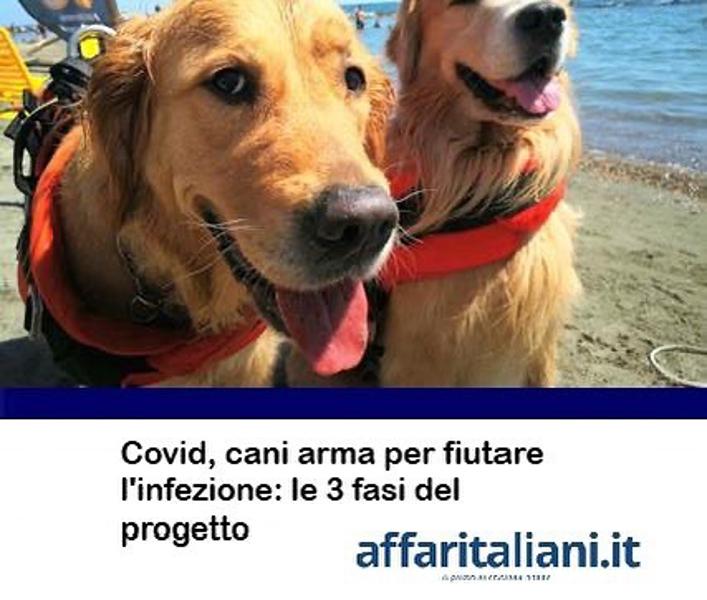 Covid, cani arma per fiutare
l'infezione: le 3 fasi del
progetto
affaritaliani.it